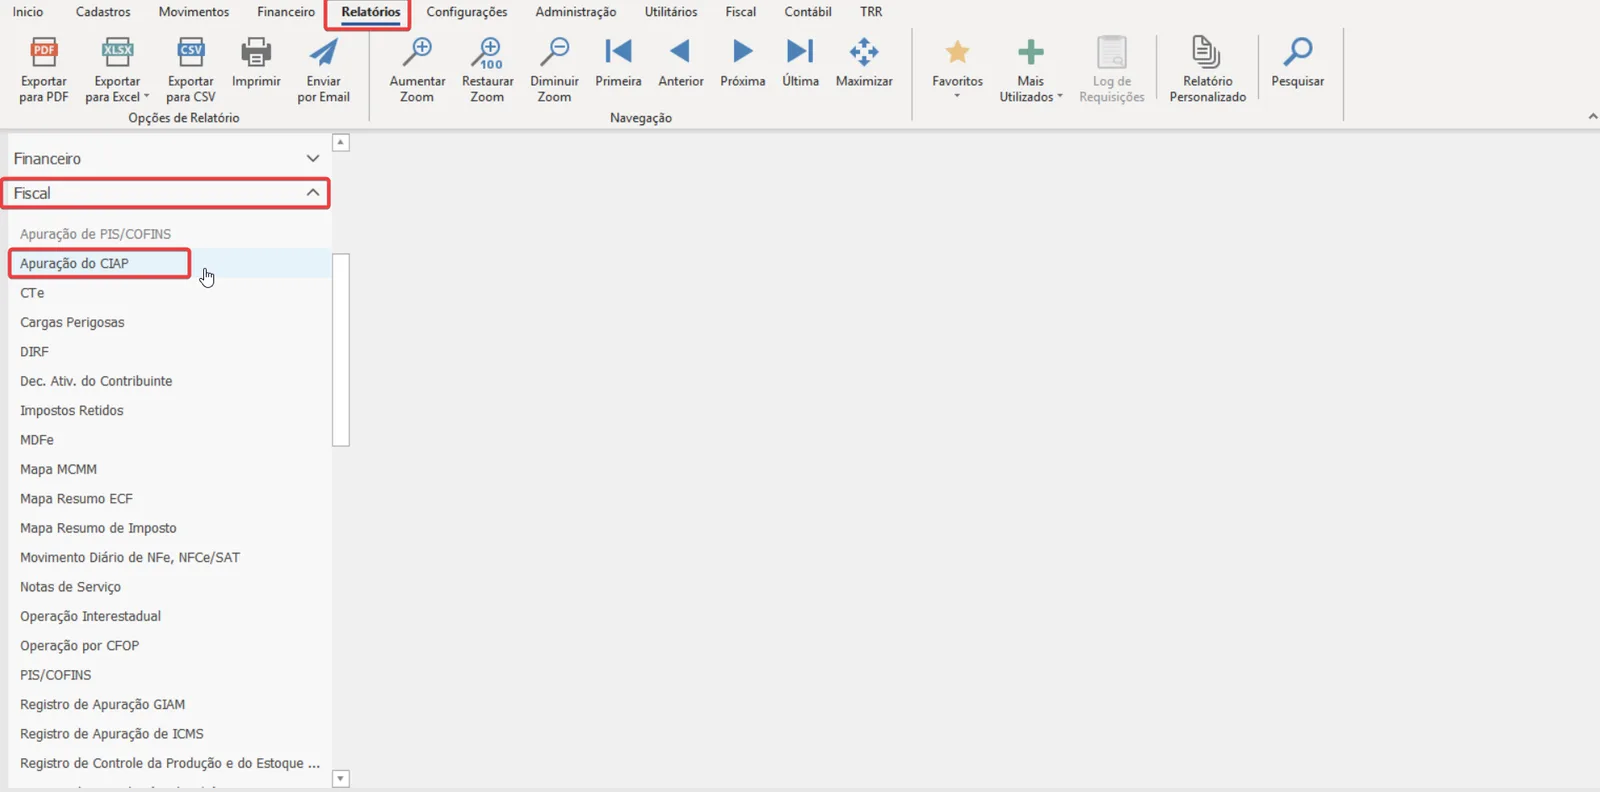 Inicio Cadastros Movimentos Financeiro Relatórios Configurações Administração Utilitários Fiscal Contábil TRR
PDF XLSX CSV 100
Exportar para PDF
Exportar para Excel
Exportar para CSV
Imprimir
Enviar por Email
Aumentar Zoom
Restaurar Zoom
Diminuir Zoom
Primeira
Anterior
Próxima
Última
Maximizar
Favoritos
Mais Utilizados
Log de Requisições
Relatório Personalizado
Pesquisar
Opções de Relatório
Navegação
Financeiro
Fiscal
Apuração de PIS/COFINS
Apuração do CIAP
CTe
Cargas Perigosas
DIRF
Dec. Ativ. do Contribuinte
Impostos Retidos
MDFe
Mapa MCMM
Mapa Resumo ECF
Mapa Resumo de Imposto
Movimento Diário de NFe, NFCe/SAT
Notas de Serviço
Operação Interestadual
Operação por CFOP
PIS/COFINS
Registro de Apuração GIAM
Registro de Apuração de ICMS
Registro de Controle da Produção e do Estoque ...